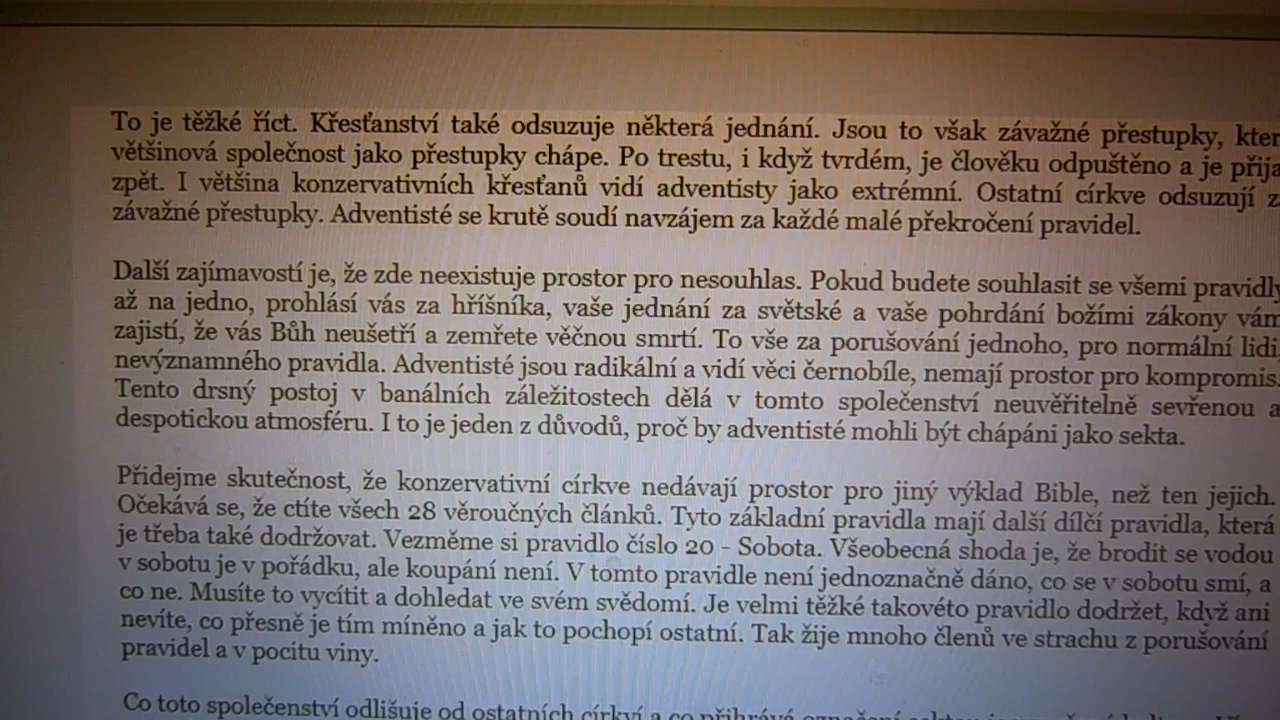 To je těžké říct. Křesťanství také odsuzuje některá jednání. Jsou to však závažné přestupky, kter
většinová společnost jako přestupky chápe. Po trestu, i když tvrdém, je člověku odpuštěno a je přija
zpět. I většina konzervativních křesťanů vidí adventisty jako extrémní. Ostatní církve odsuzují z
závažné přestupky. Adventisté se krutě soudí navzájem za každé malé překročení pravidel.
Další zajímavostí je, že zde neexistuje prostor pro nesouhlas. Pokud budete souhlasit se všemi pravidly
až na jedno, prohlásí vás za hříšníka, vaše jednání za světské a vaše pohrdání božími zákony vám
zajistí, že vás Bůh neušetří a zemřete věčnou smrtí. To vše za porušování jednoho, pro normální lidi
nevýznamného pravidla. Adventisté jsou radikální a vidí věci černobíle, nemají prostor pro kompromis.
Tento drsný postoj v banálních záležitostech dělá v tomto společenství neuvěřitelně sevřenou a
despotickou atmosféru. I to je jeden z důvodů, proč by adventisté mohli být chápáni jako sekta.
Přidejme skutečnost, že konzervativní církve nedávají prostor pro jiný výklad Bible, než ten jejich.
Očekává se, že ctíte všech 28 věroučných článků. Tyto základní pravidla mají další dílčí pravidla, která
je třeba také dodržovat. Vezměme si pravidlo číslo 20 - Sobota. Všeobecná shoda je, že brodit se vodou
v sobotu je v pořádku, ale koupání není. V tomto pravidle není jednoznačně dáno, co se v sobotu smí, a
co ne. Musíte to vycítit a dohledat ve svém svědomí. Je velmi těžké takovéto pravidlo dodržet, když ani
nevíte, co přesně je tím míněno a jak to pochopí ostatní. Tak žije mnoho členů ve strachu z porušování
pravidel a v pocitu viny.
Co toto společenství odlišuje od ostatních církví a co přihrává označení